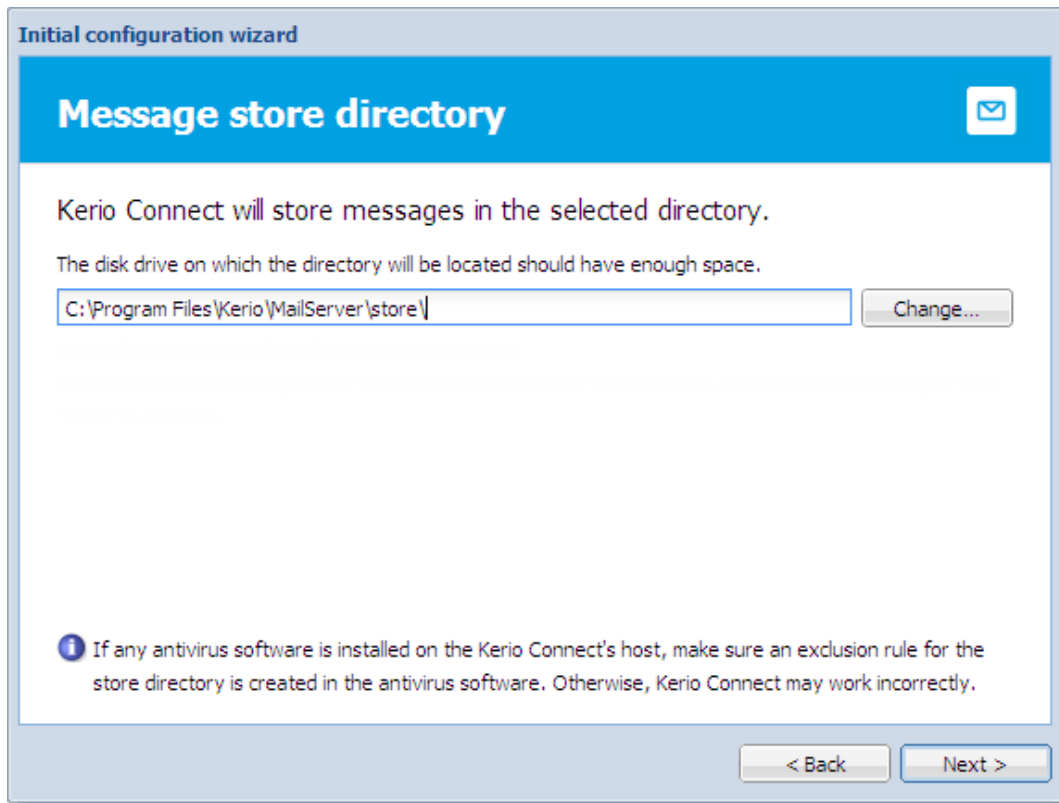 Initial configuration wizard
Message store directory
Kerio Connect will store messages in the selected directory.
The disk drive on which the directory will be located should have enough space.
C:\Program Files\Kerio\MailServer\store\
Change...
If any antivirus software is installed on the Kerio Connect's host, make sure an exclusion rule for the
store directory is created in the antivirus software. Otherwise, Kerio Connect may work incorrectly.
< Back
Next >